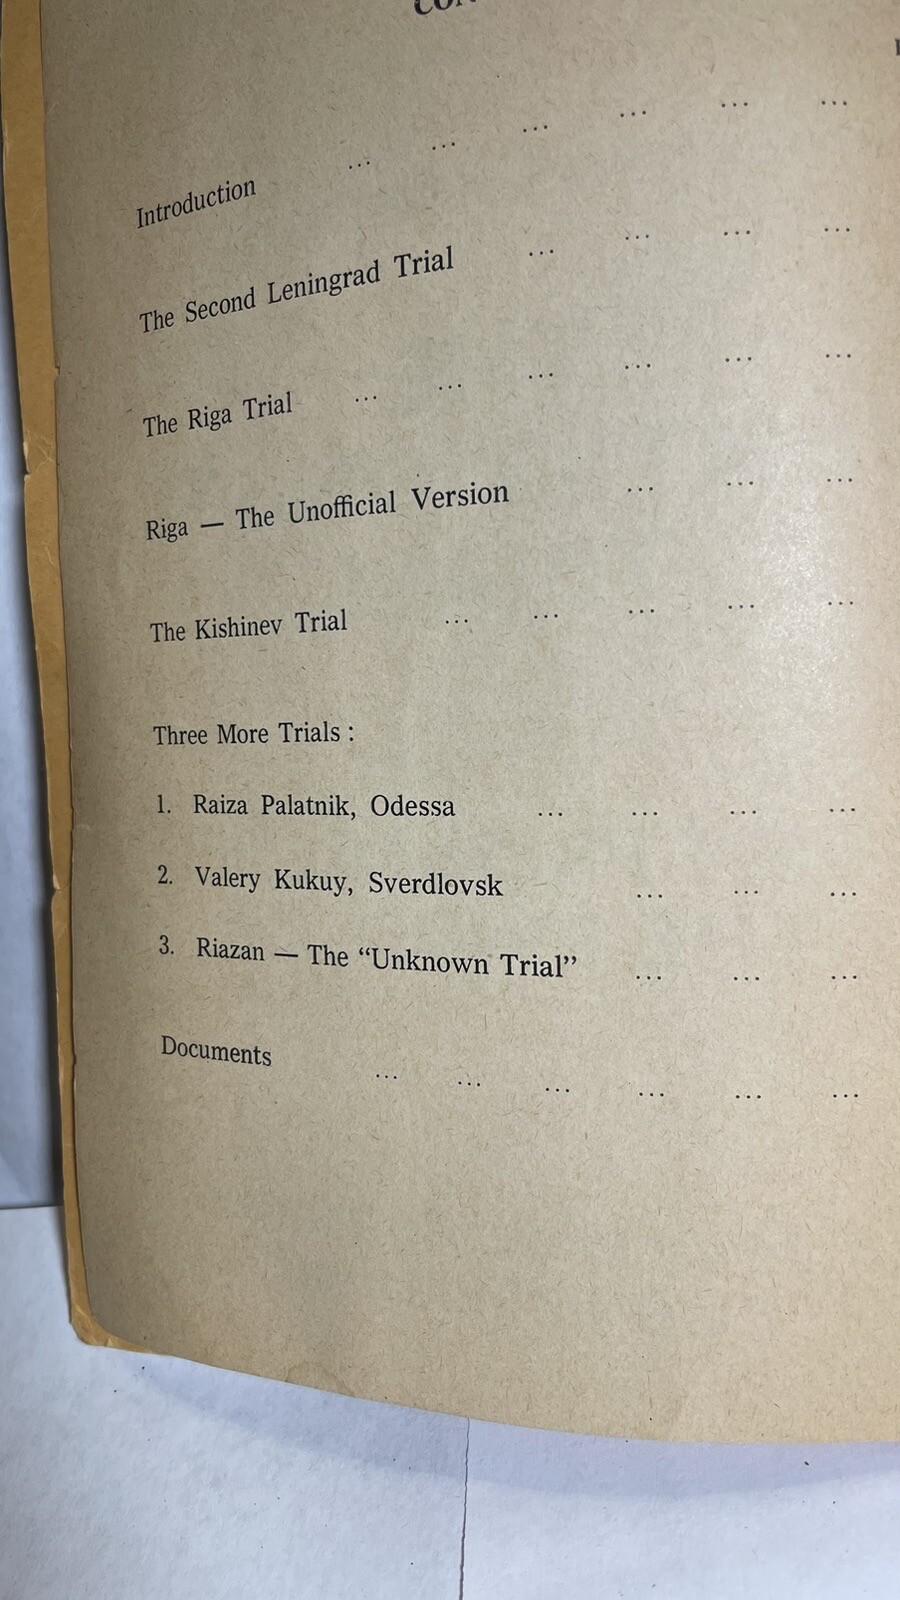 Introduction ... ... ... ... ... ...
The Second Leningrad Trial ... ... ... ...
The Riga Trial ... ... ... ... ... ...
Riga — The Unofficial Version ... ... ...
The Kishinev Trial ... ... ... ... ...
Three More Trials :
1. Raiza Palatnik, Odessa ... ... ... ...
2. Valery Kukuy, Sverdlovsk ... ... ...
3. Riazan — The “Unknown Trial” ... ... ...
Documents ... ... ... ... ... ...